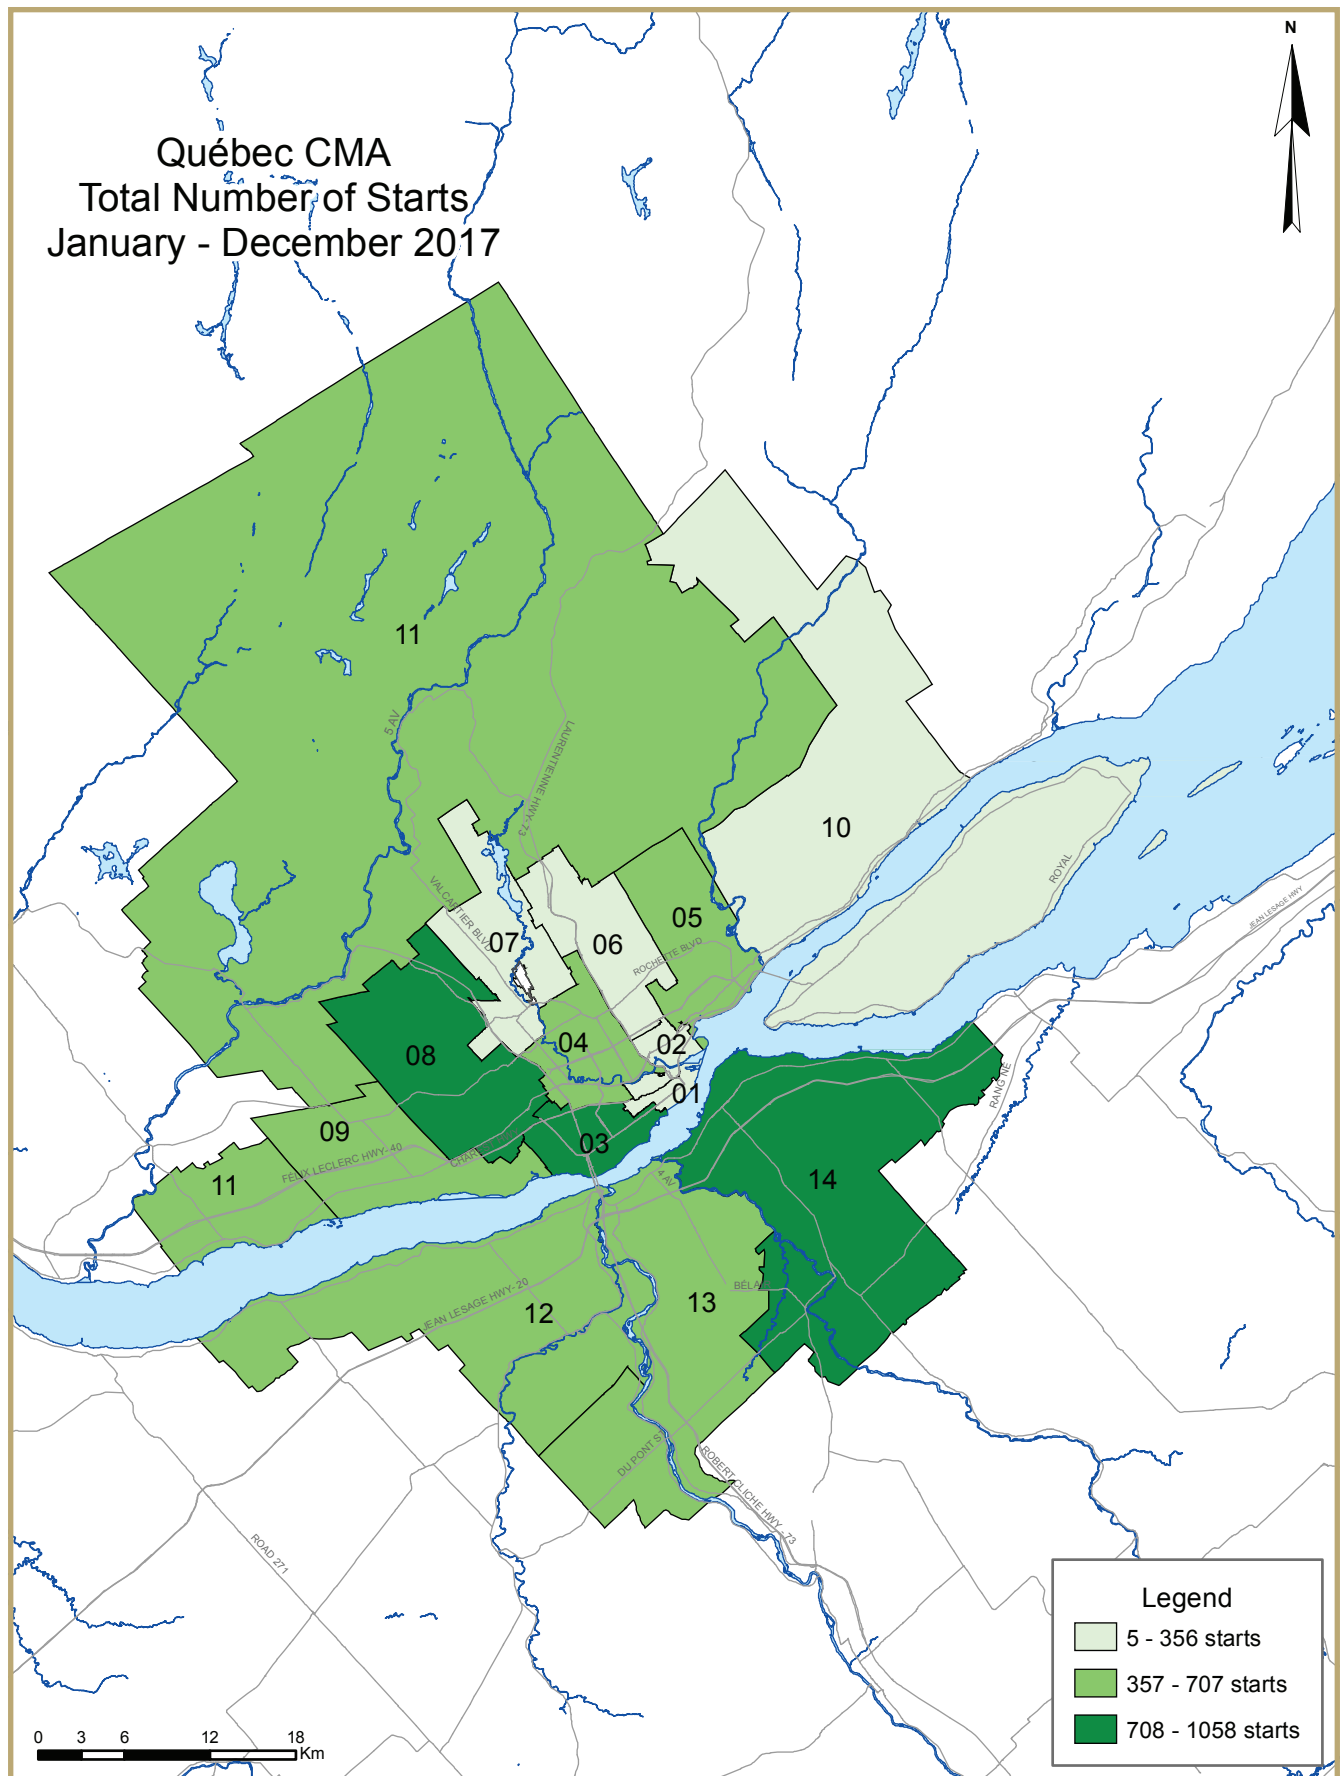 N
Québec CMA
Total Number of Starts
January - December 2017
11
5 AV
LAURENTIENNE HWY-73
10
ROYAL
VALCARTIER BLVD
05
07
06
ROCHETTE BLVD
JEAN LESAGE HWY
04
02
08
01
RANG NE
09
03
CHAR
FÉLIX LECLERC HWY-40
11
4 AV
14
BÉLA
JEAN LESAGE HWY-20
12
13
DU PONT S
ROBERT CLICHE HWY -73
ROAD 271
Legend
5 - 356 starts
357 - 707 starts
708 - 1058 starts
0 3 6 12 18
Km